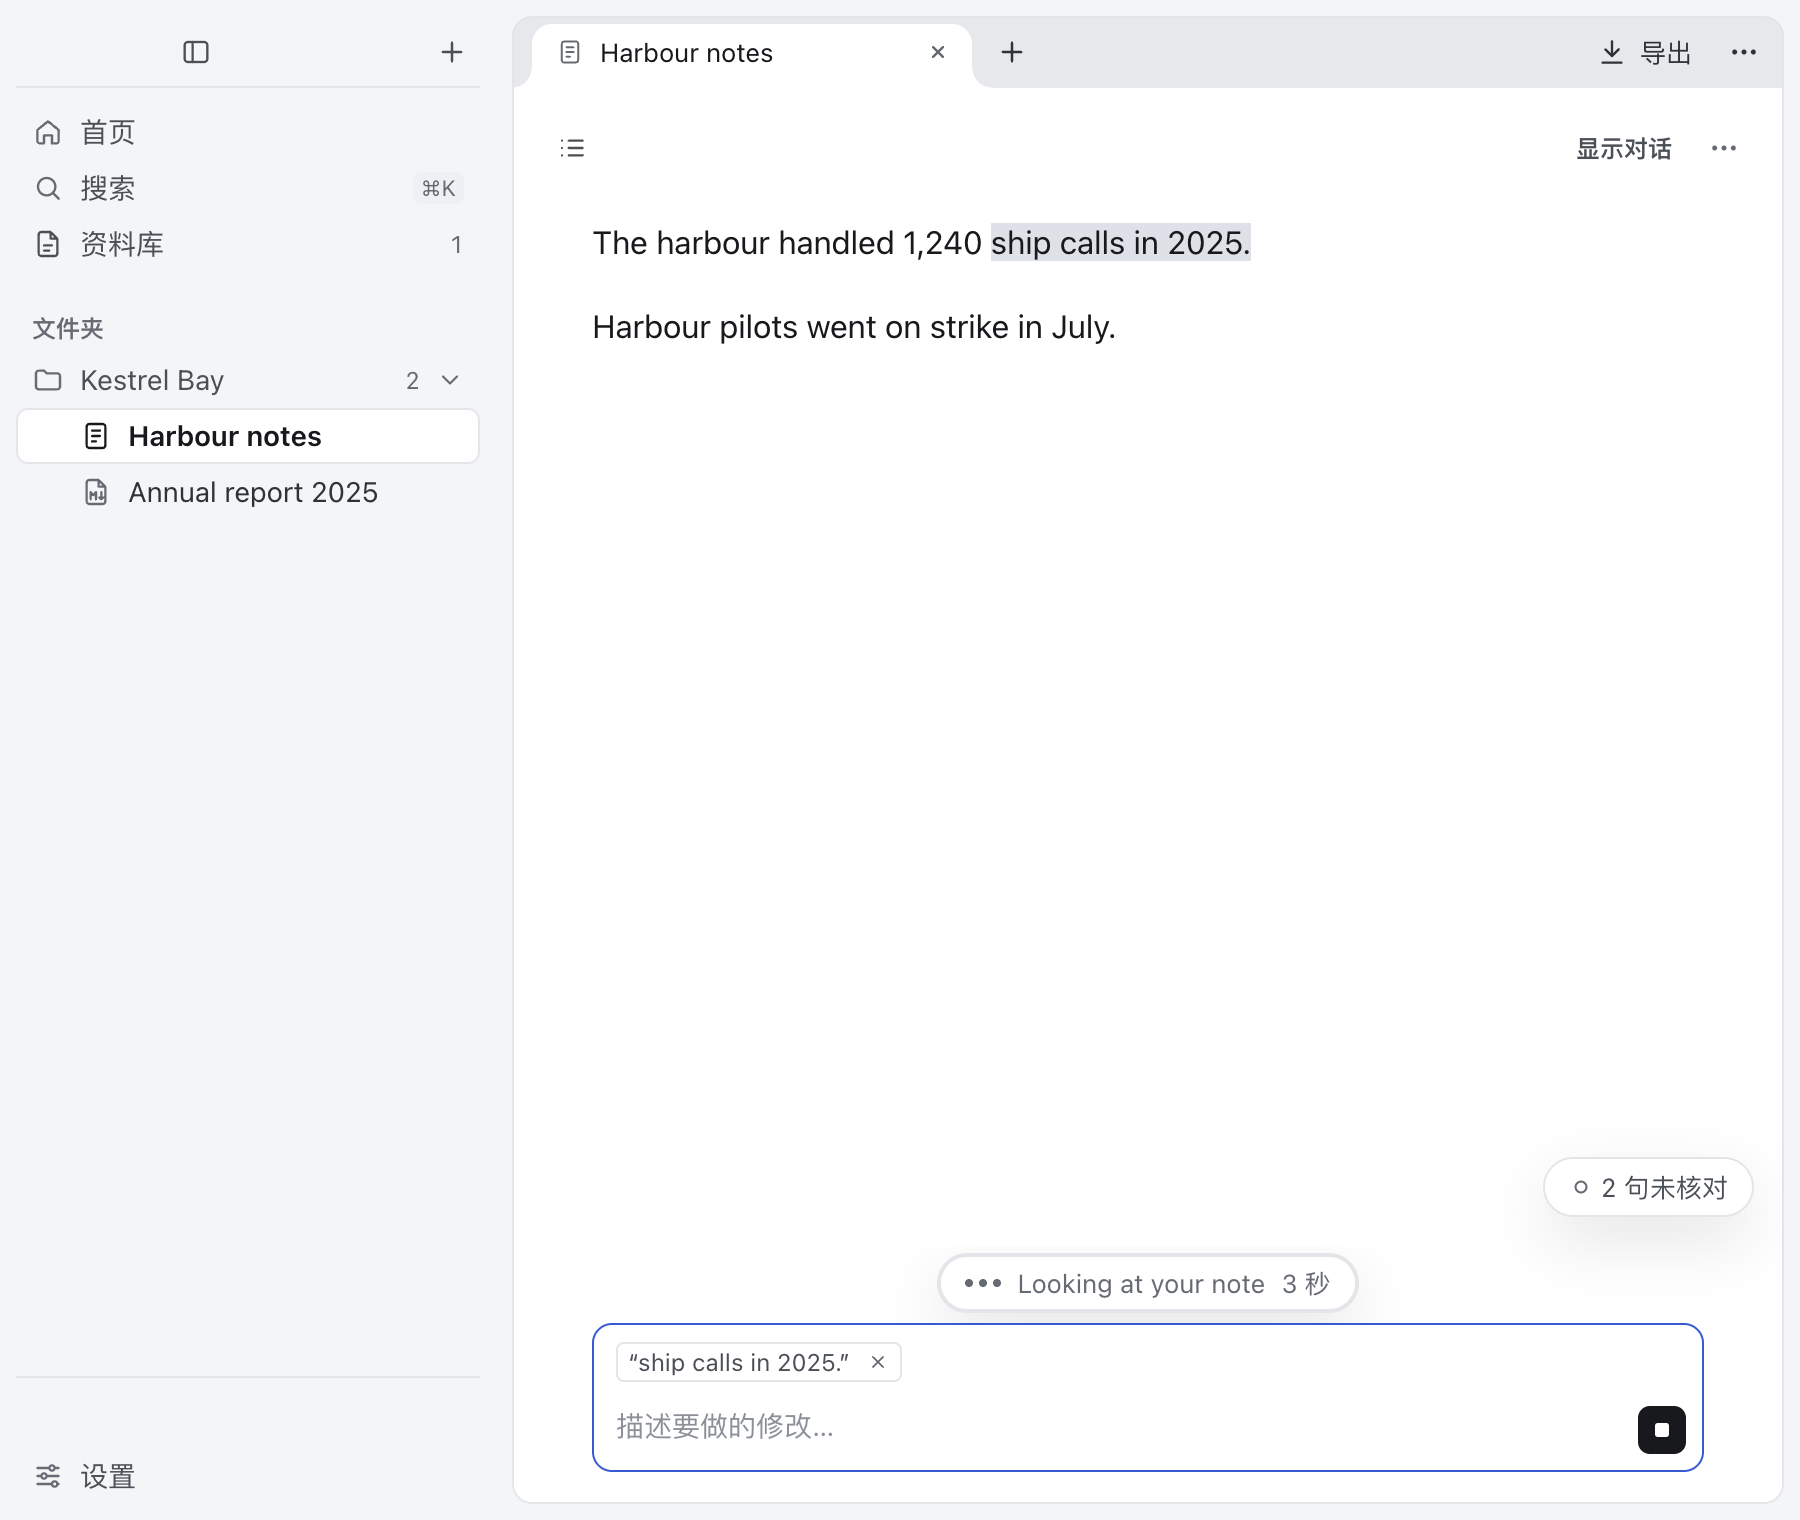 首页
搜索 ⌘K
资料库 1
文件夹
Kestrel Bay 2
Harbour notes
Annual report 2025
设置
Harbour notes
导出
显示对话
The harbour handled 1,240 ship calls in 2025.
Harbour pilots went on strike in July.
2 句未核对
Looking at your note 3 秒
“ship calls in 2025.”
描述要做的修改...